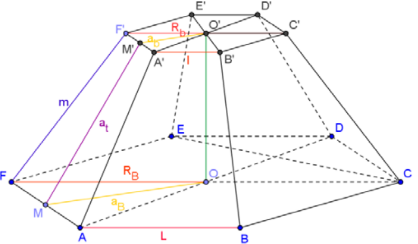 E' D'
F' R_b O' C'
M' a_b
A' l B'
m a_t
E D
F R_B O C
M a_B
A L B